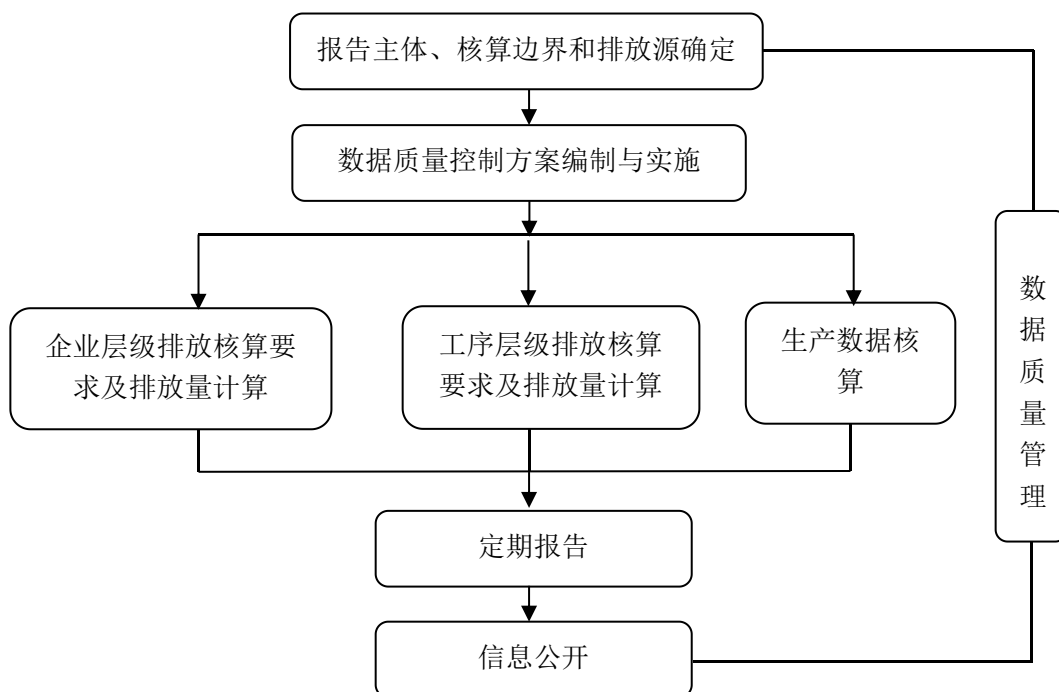 报告主体、核算边界和排放源确定
数据质量控制方案编制与实施
企业层级排放核算要
求及排放量计算
工序层级排放核算
要求及排放量计算
生产数据核
算
数据质量管理
定期报告
信息公开